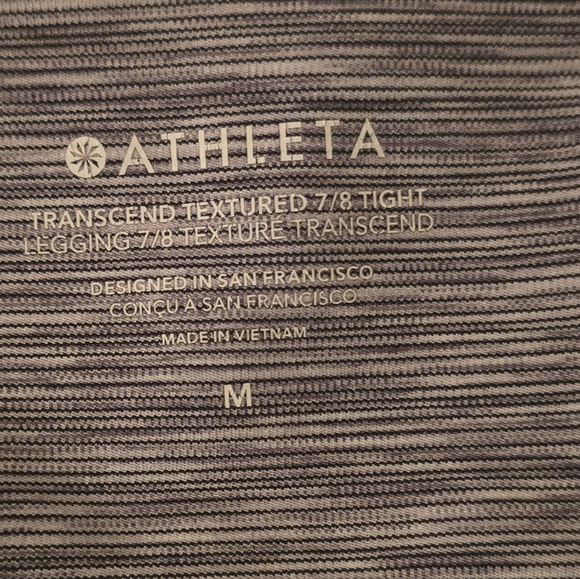 ATHLETA
TRANSCEND TEXTURED 7/8 TIGHT
LEGGING 7/8 TEXTURÉ TRANSCEND
DESIGNED IN SAN FRANCISCO
CONÇU À SAN FRANCISCO
MADE IN VIETNAM
M